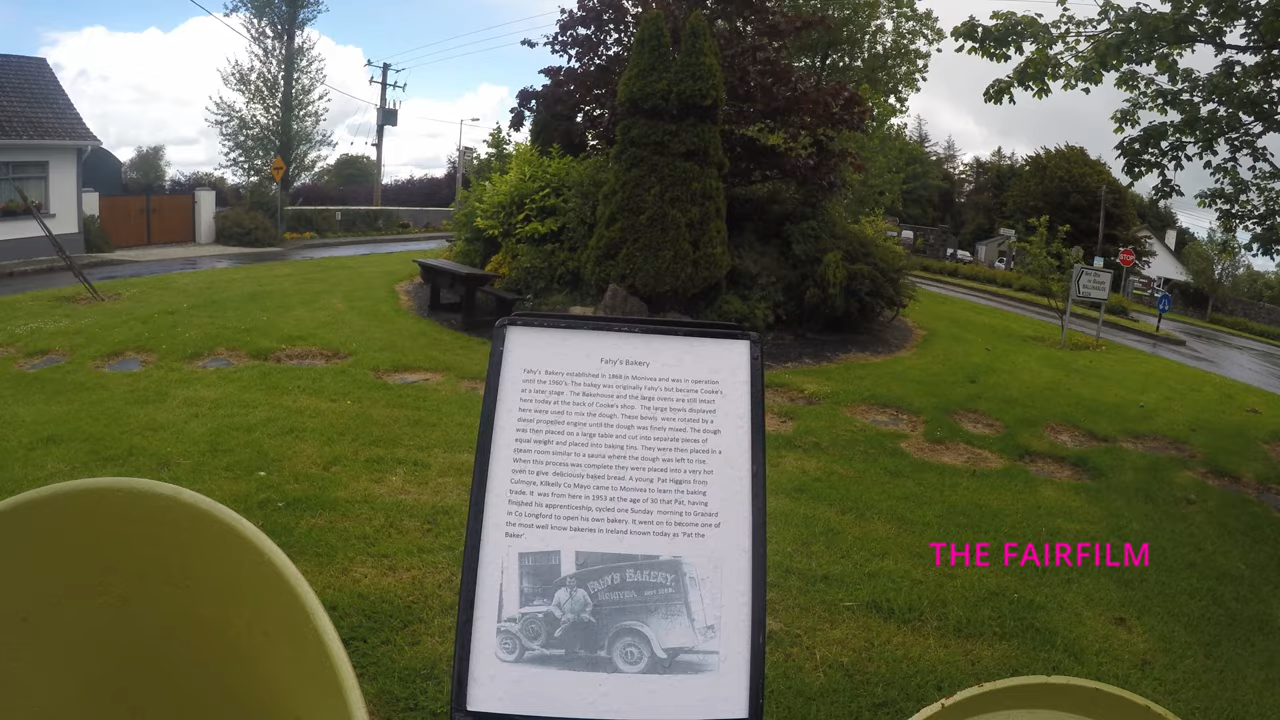 Fahy's Bakery
Fahy's Bakery established in 1868 in Monivea and was in operation
until the 1960's. The bakey was originally Fahy's but became Cooke's
at a later stage . The Bakehouse and the large ovens are still intact
here today at the back of Cooke's shop. The large bowls displayed
here were used to mix the dough. These bowls were rotated by a
diesel propelled engine until the dough was finely mixed. The dough
was then placed on a large table and cut into separate pieces of
equal weight and placed into baking tins. They were then placed in a
steam room similar to a sauna where the dough was left to rise.
When this process was complete they were placed into a very hot
oven to give deliciously baked bread. A young Pat Higgins from
Culmore, Kilkelly Co Mayo came to Monivea to learn the baking
trade. It was from here in 1953 at the age of 30 that Pat, having
finished his apprenticeship, cycled one Sunday morning to Granard
in Co Longford to open his own bakery. It went on to become one of
the most well know bakeries in Ireland known today as 'Pat the
Baker'.
FAHY'S BAKERY.
MONIVEA
STOP
THE FAIRFILM